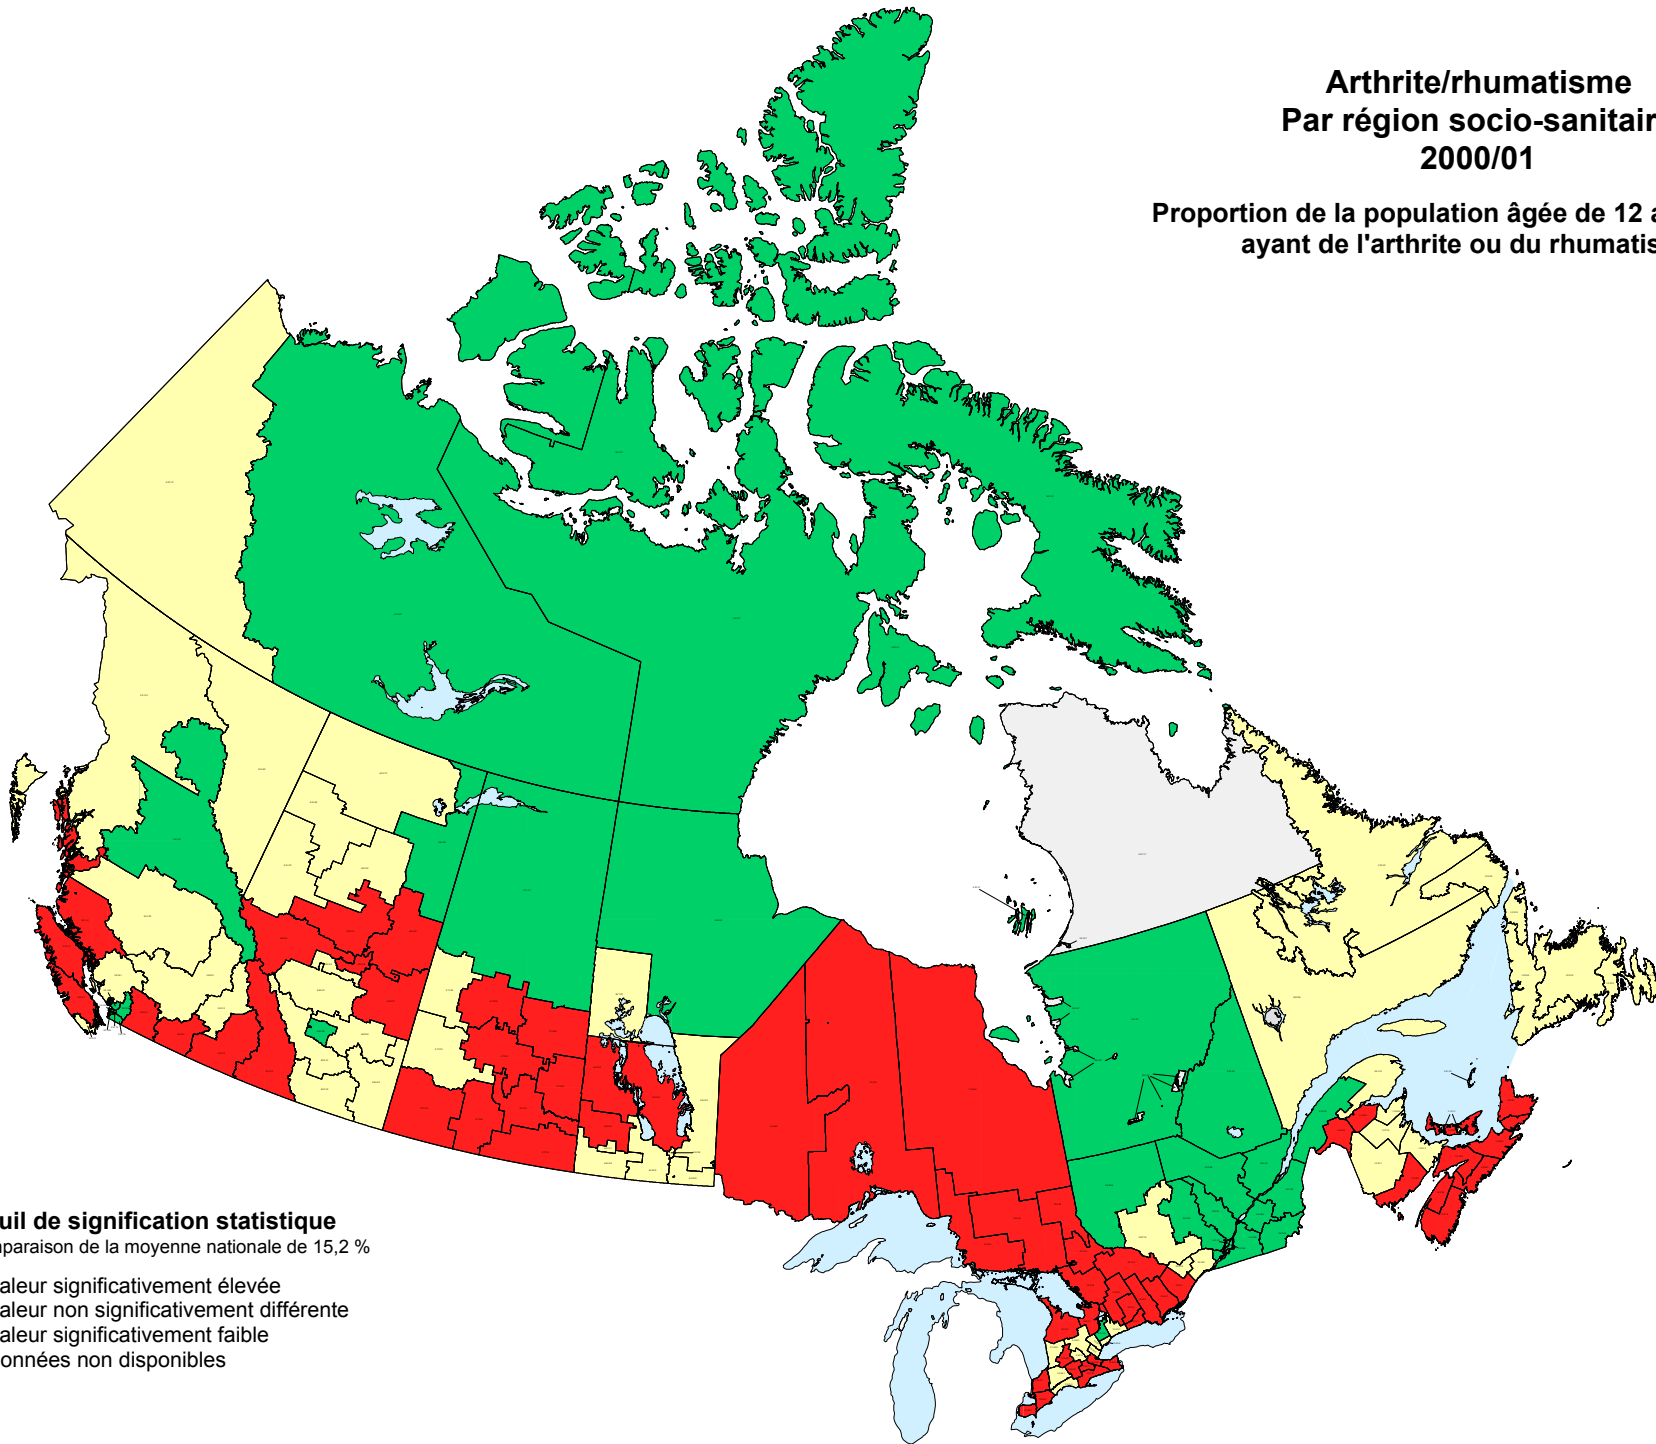 Arthrite/rhumatisme
Par région socio-sanitair
2000/01
Proportion de la population âgée de 12 a
ayant de l'arthrite ou du rhumatis
uil de signification statistique
nparaison de la moyenne nationale de 15,2 %
aleur significativement élevée
aleur non significativement différente
aleur significativement faible
onnées non disponibles